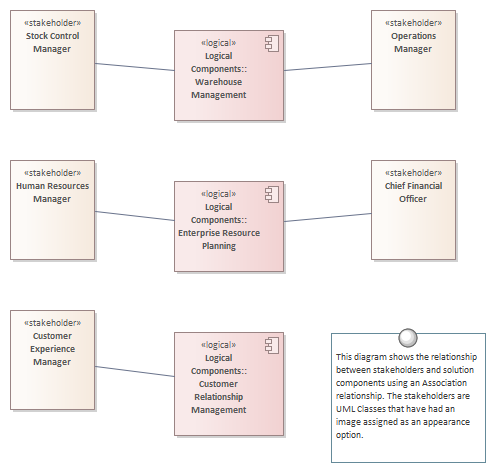 «stakeholder»
Stock Control
Manager
«logical»
Logical
Components::
Warehouse
Management
«stakeholder»
Operations
Manager
«stakeholder»
Human Resources
Manager
«logical»
Logical
Components::
Enterprise Resource
Planning
«stakeholder»
Chief Financial
Officer
«stakeholder»
Customer
Experience
Manager
«logical»
Logical
Components::
Customer
Relationship
Management
This diagram shows the relationship
between stakeholders and solution
components using an Association
relationship. The stakeholders are
UML Classes that have had an
image assigned as an appearance
option.